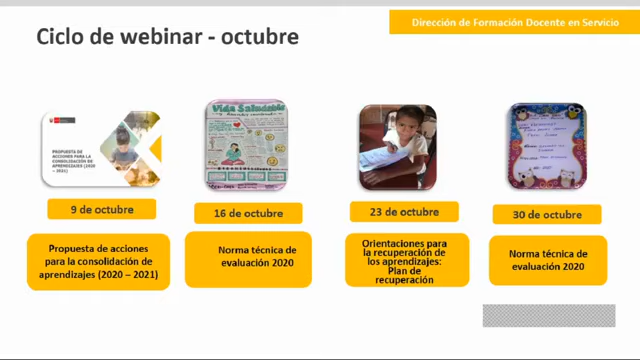 Dirección de Formación Docente en Servicio
Ciclo de webinar - octubre
PROPUESTA DE
ACCIONES PARA LA
CONSOLIDACIÓN DE
APRENDIZAJES (2020
– 2021)
Vida Saludable
9 de octubre
16 de octubre
23 de octubre
30 de octubre
Propuesta de acciones
para la consolidación de
aprendizajes (2020 – 2021)
Norma técnica de
evaluación 2020
Orientaciones para
la recuperación de
los aprendizajes:
Plan de
recuperación
Norma técnica de
evaluación 2020